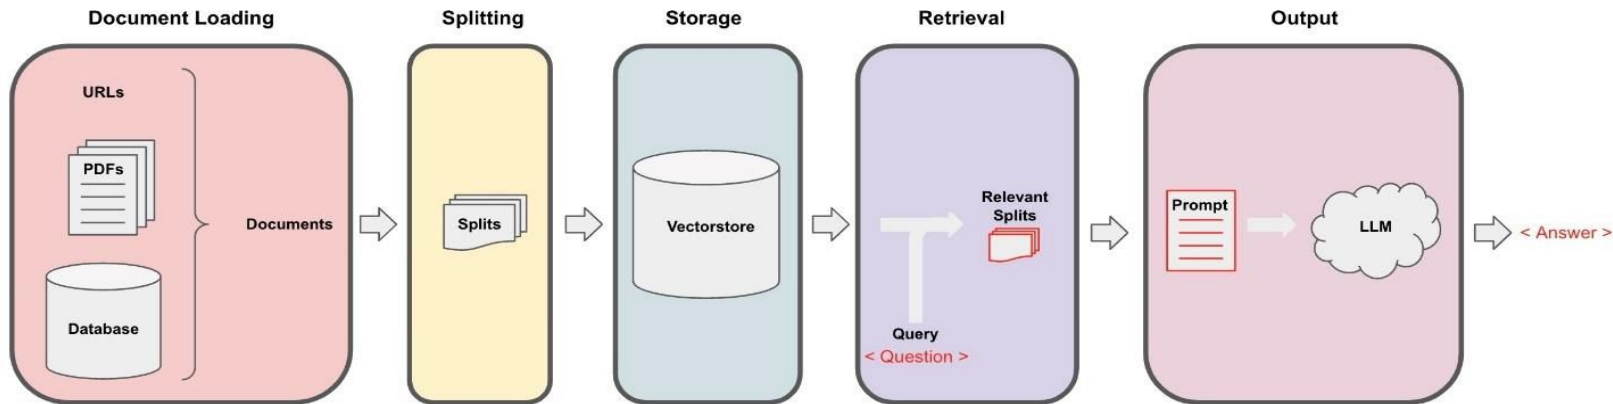 Document Loading
Splitting
Storage
Retrieval
Output
URLs
PDFs
Documents
Database
Splits
Vectorstore
Relevant
Splits
Query
< Question >
Prompt
LLM
< Answer >